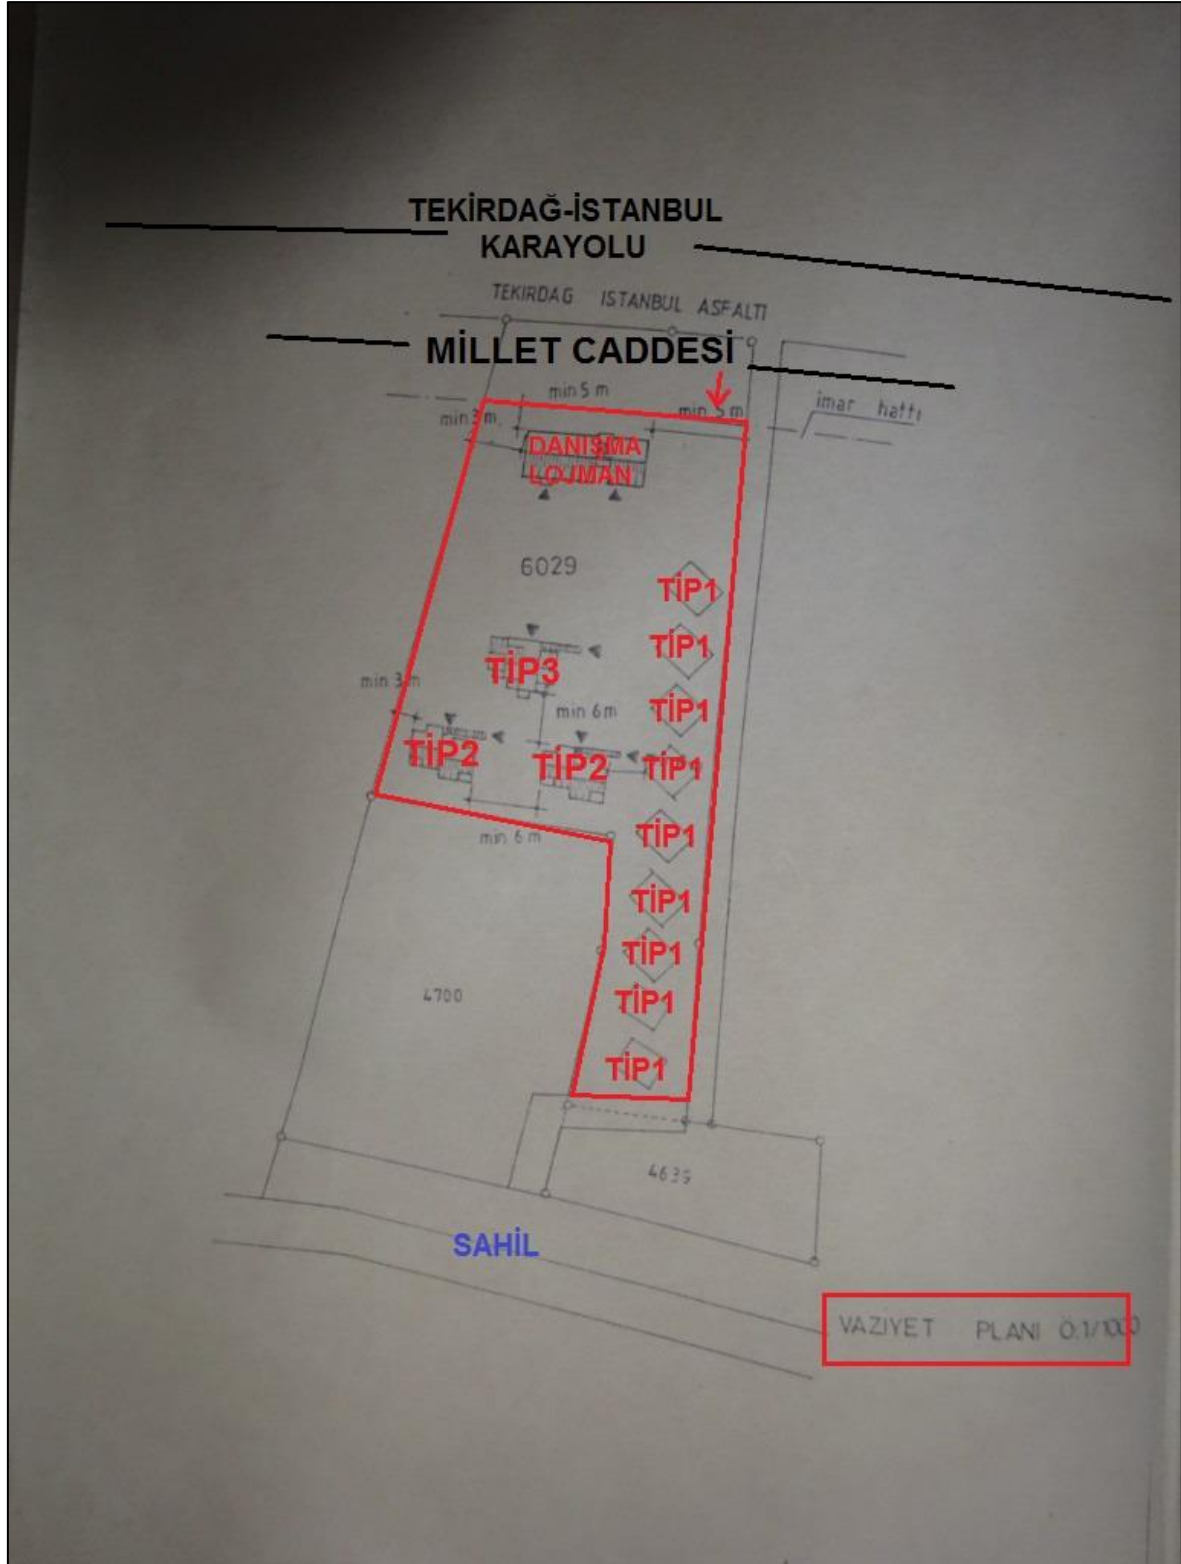 TEKİRDAĞ-İSTANBUL
KARAYOLU
TEKIRDAG ISTANBUL ASFALTI
MİLLET CADDESİ
min 5 m
min 5 m
imar hattı
min 3 m.
DANIŞMA
LOJMAN
6029
TİP1
TİP1
TİP3
min 3 m
TİP1
min 6 m
TİP2
TİP2
TİP1
TİP1
min 6 m
TİP1
TİP1
4700
TİP1
TİP1
4639
SAHİL
VAZIYET PLANI Ö:1/1000